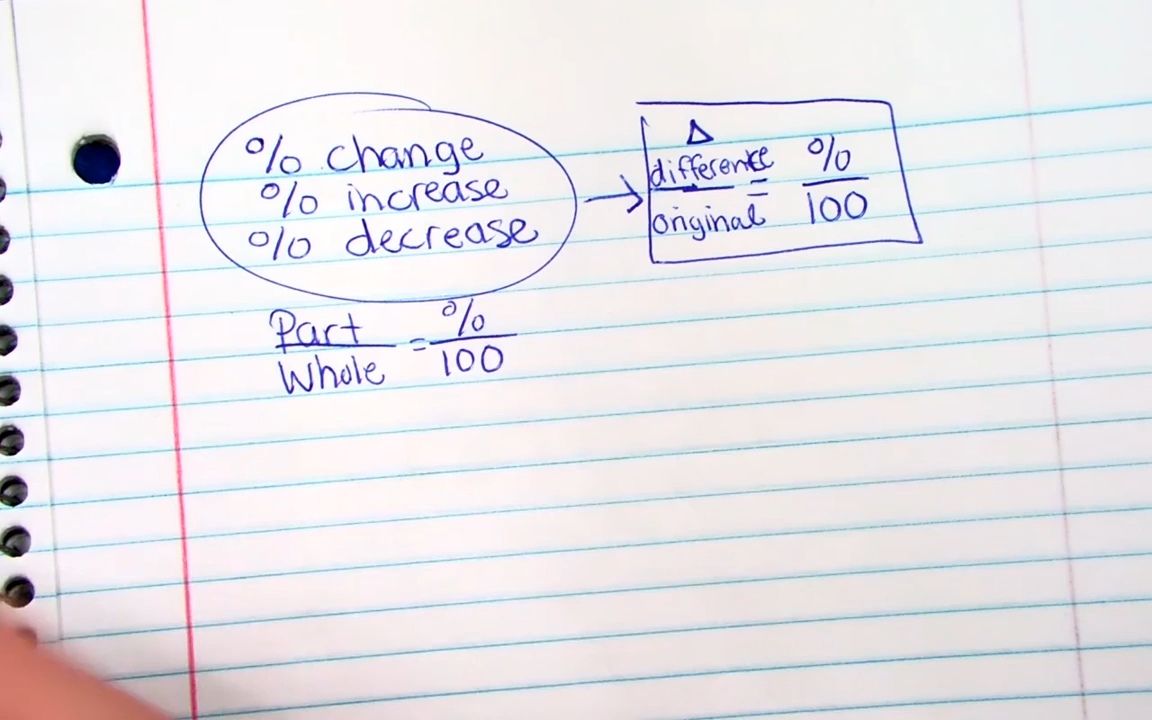 % change
% increase
% decrease
Δ
difference = %
original 100
Part = %
Whole 100